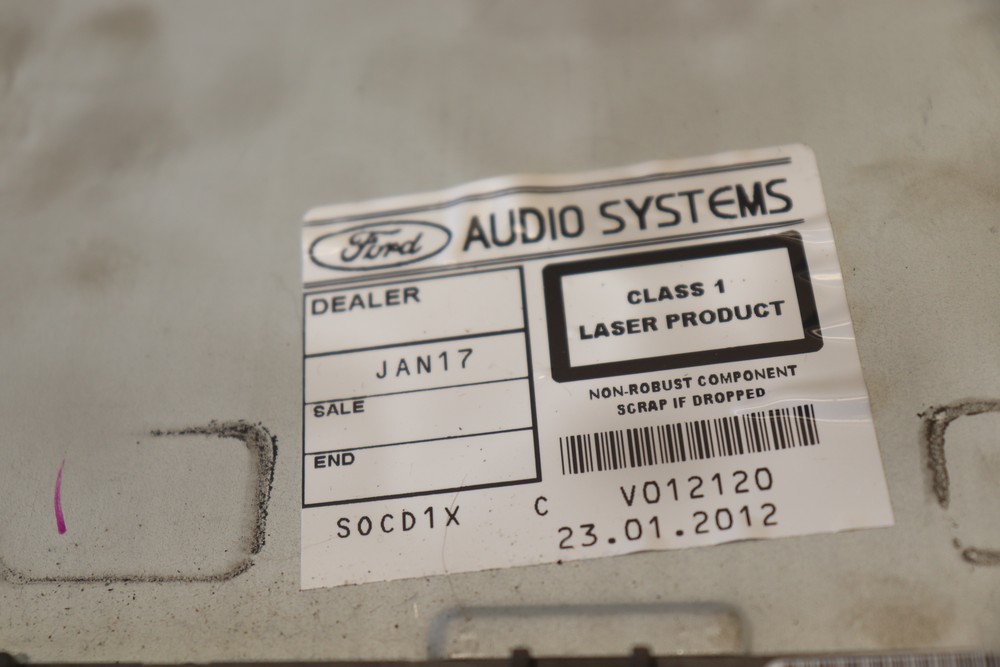 Ford AUDIO SYSTEMS
DEALER
JAN17
SALE
END
CLASS 1
LASER PRODUCT
NON-ROBUST COMPONENT
SCRAP IF DROPPED
V012120
SOCD1X C
23.01.2012